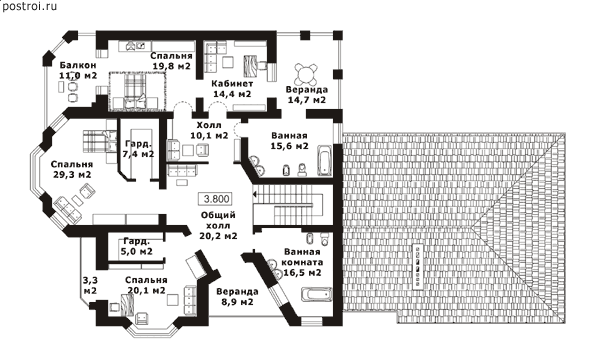 postroi.ru
Спальня
19,8 м2
Балкон
11,0 м2
Кабинет
14,4 м2
Веранда
14,7 м2
Холл
10,1 м2
Ванная
15,6 м2
Гард.
7,4 м2
Спальня
29,3 м2
3.800
Общий
холл
20,2 м2
Гард.
5,0 м2
Ванная
комната
16,5 м2
3,3
м2
Спальня
20,1 м2
Веранда
8,9 м2